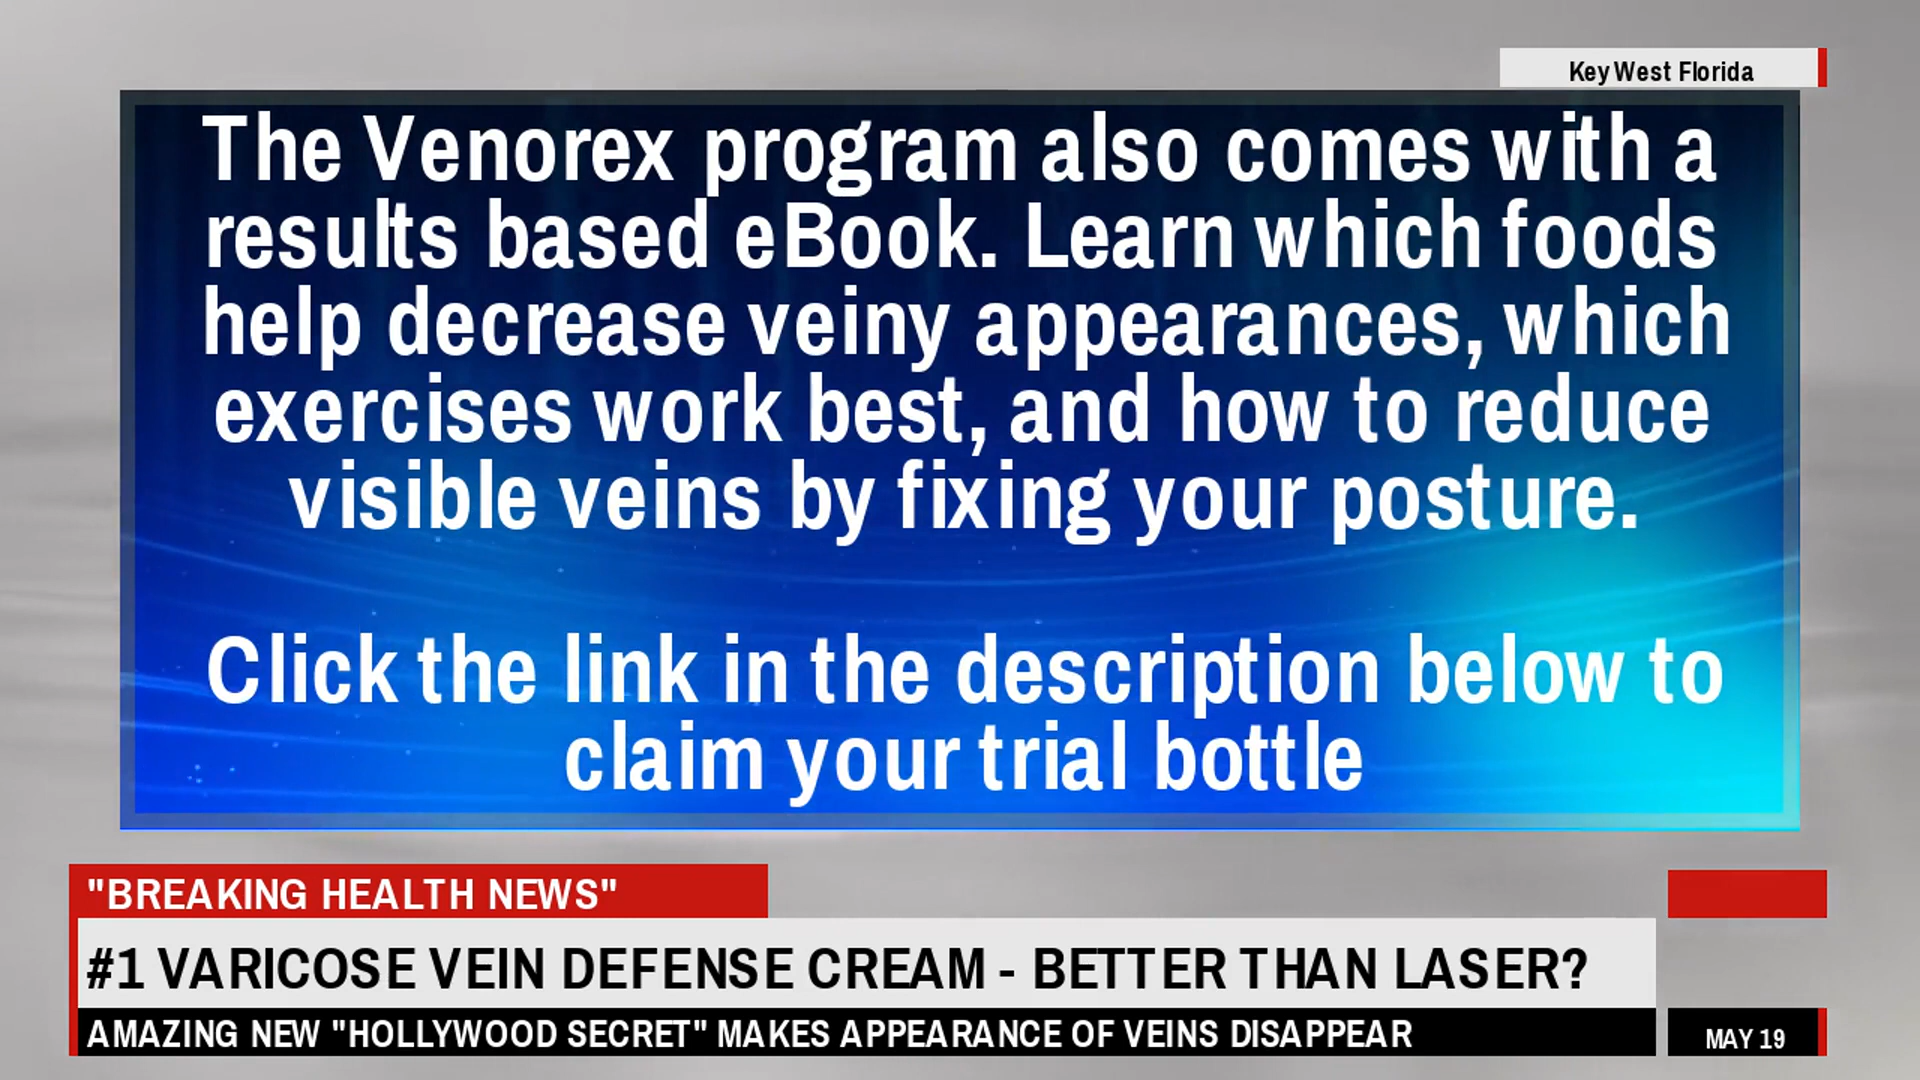 Key West Florida
The Venorex program also comes with a
results based eBook. Learn which foods
help decrease veiny appearances, which
exercises work best, and how to reduce
visible veins by fixing your posture.
Click the link in the description below to
claim your trial bottle
"BREAKING HEALTH NEWS"
#1 VARICOSE VEIN DEFENSE CREAM - BETTER THAN LASER?
AMAZING NEW "HOLLYWOOD SECRET" MAKES APPEARANCE OF VEINS DISAPPEAR
MAY 19